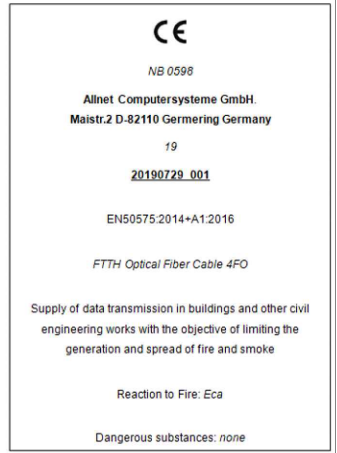 CE
NB 0598
Allnet Computersysteme GmbH.
Maistr.2 D-82110 Germering Germany
19
20190729_001
EN50575:2014+A1:2016
FTTH Optical Fiber Cable 4FO
Supply of data transmission in buildings and other civil
engineering works with the objective of limiting the
generation and spread of fire and smoke
Reaction to Fire: Eca
Dangerous substances: none